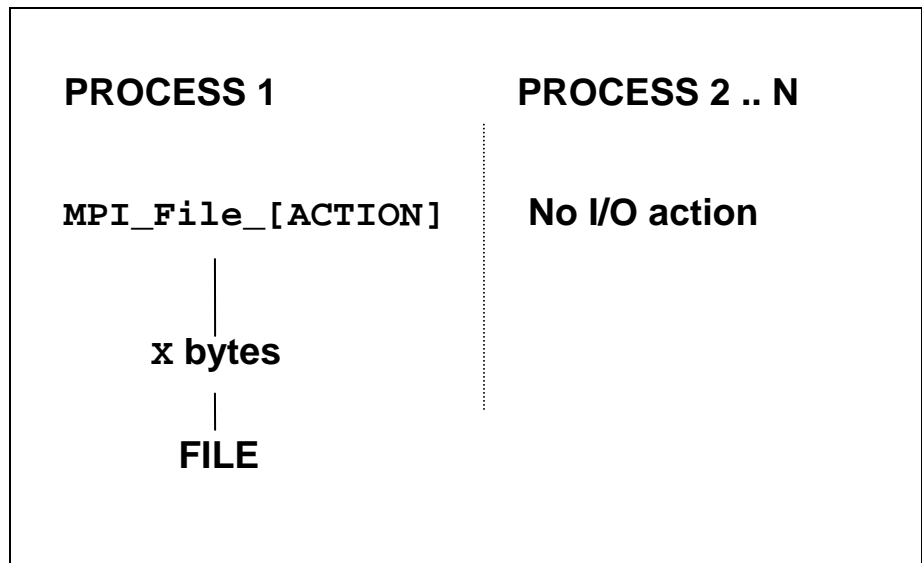 PROCESS 1
PROCESS 2 .. N
MPI_File_[ACTION]
No I/O action
X bytes
FILE